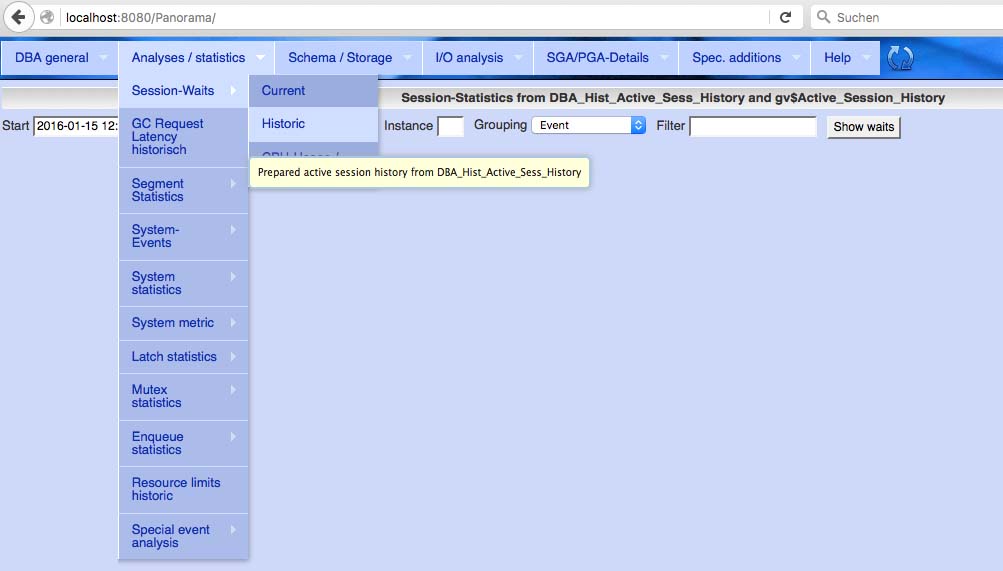 localhost:8080/Panorama/
Suchen
DBA general
Analyses / statistics
Schema / Storage
I/O analysis
SGA/PGA-Details
Spec. additions
Help
Session-Waits
Current
Session-Statistics from DBA_Hist_Active_Sess_History and gv$Active_Session_History
Start
2016-01-15 12:
Instance
Grouping
Event
Filter
Show waits
GC Request
Latency
historisch
Historic
CPU-Usage /
Prepared active session history from DBA_Hist_Active_Sess_History
Segment
Statistics
System-
Events
System
statistics
System metric
Latch statistics
Mutex
statistics
Enqueue
statistics
Resource limits
historic
Special event
analysis